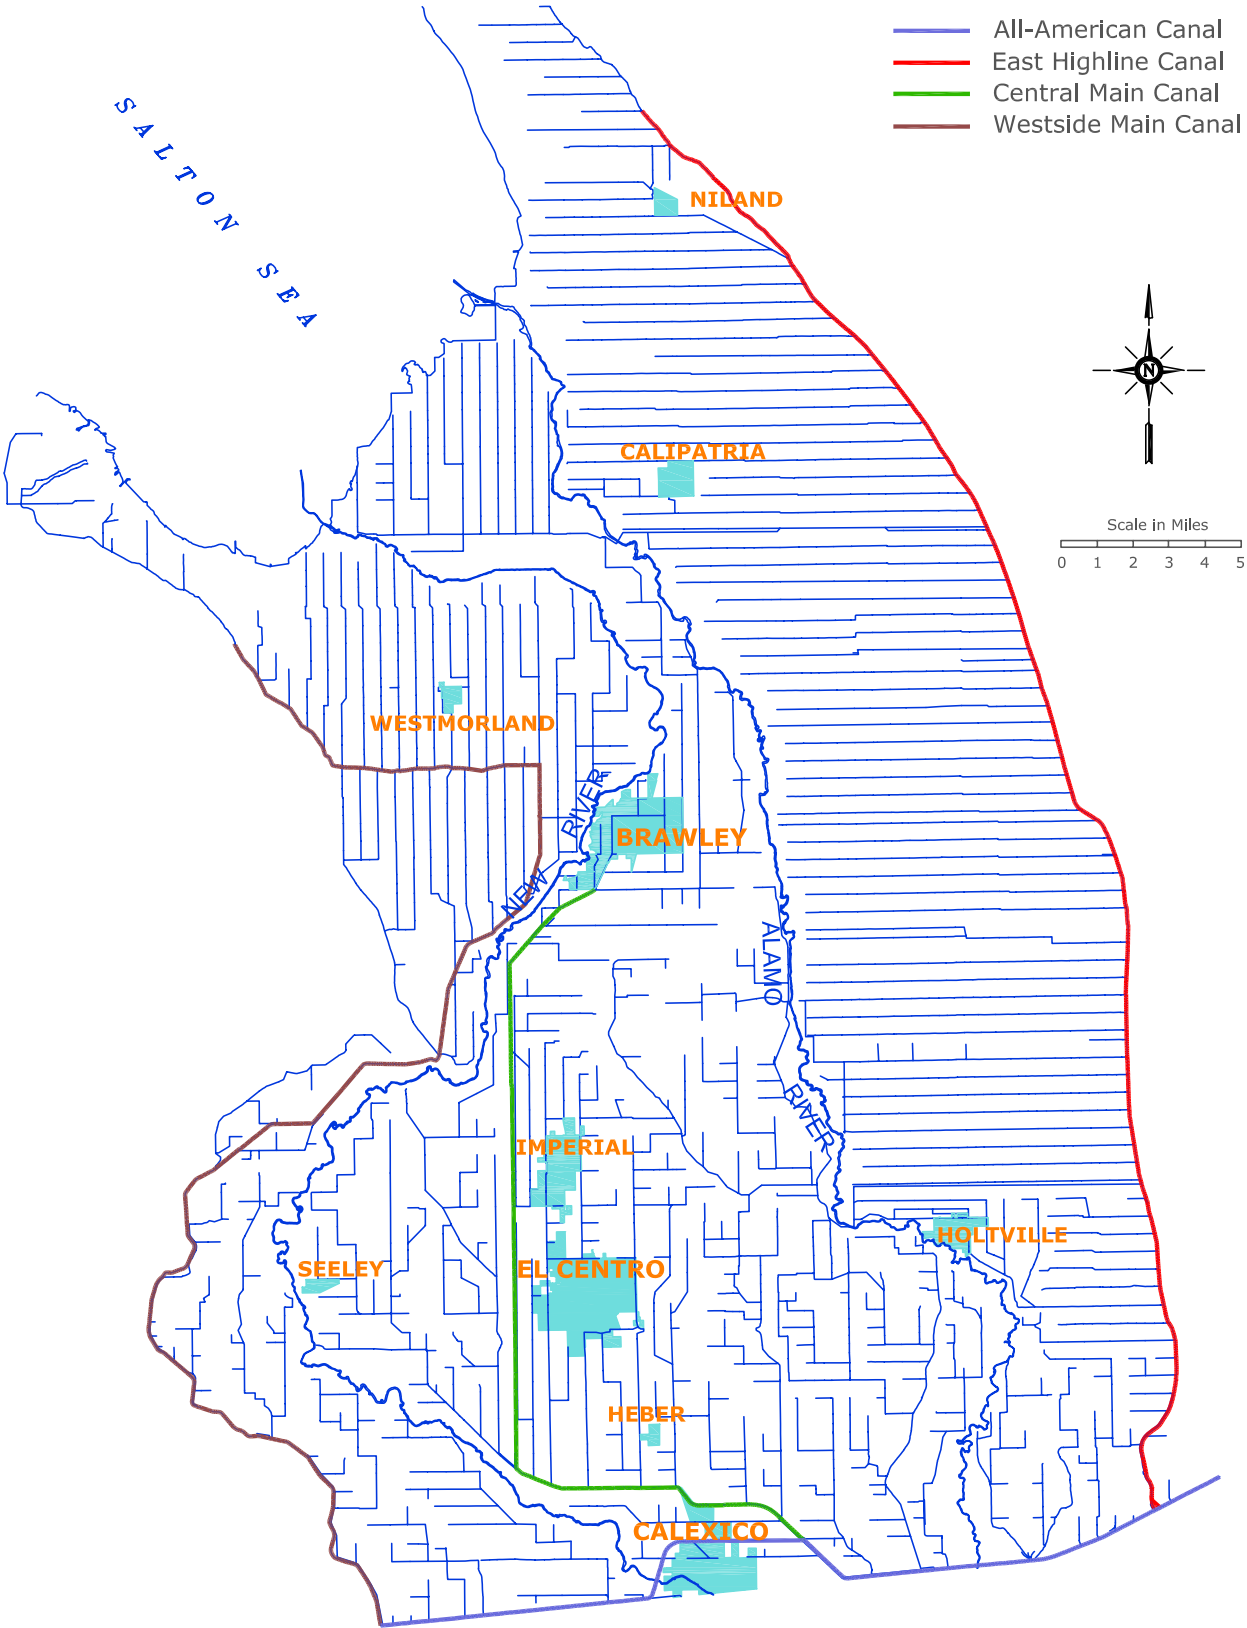 All-American Canal
East Highline Canal
Central Main Canal
Westside Main Canal
SALTON SEA
NILAND
N
CALIPATRIA
Scale in Miles
0 1 2 3 4 5
WESTMORLAND
NEW RIVER
BRAWLEY
ALAMO RIVER
IMPERIAL
HOLTVILLE
SEELEY
EL CENTRO
HEBER
CALEXICO